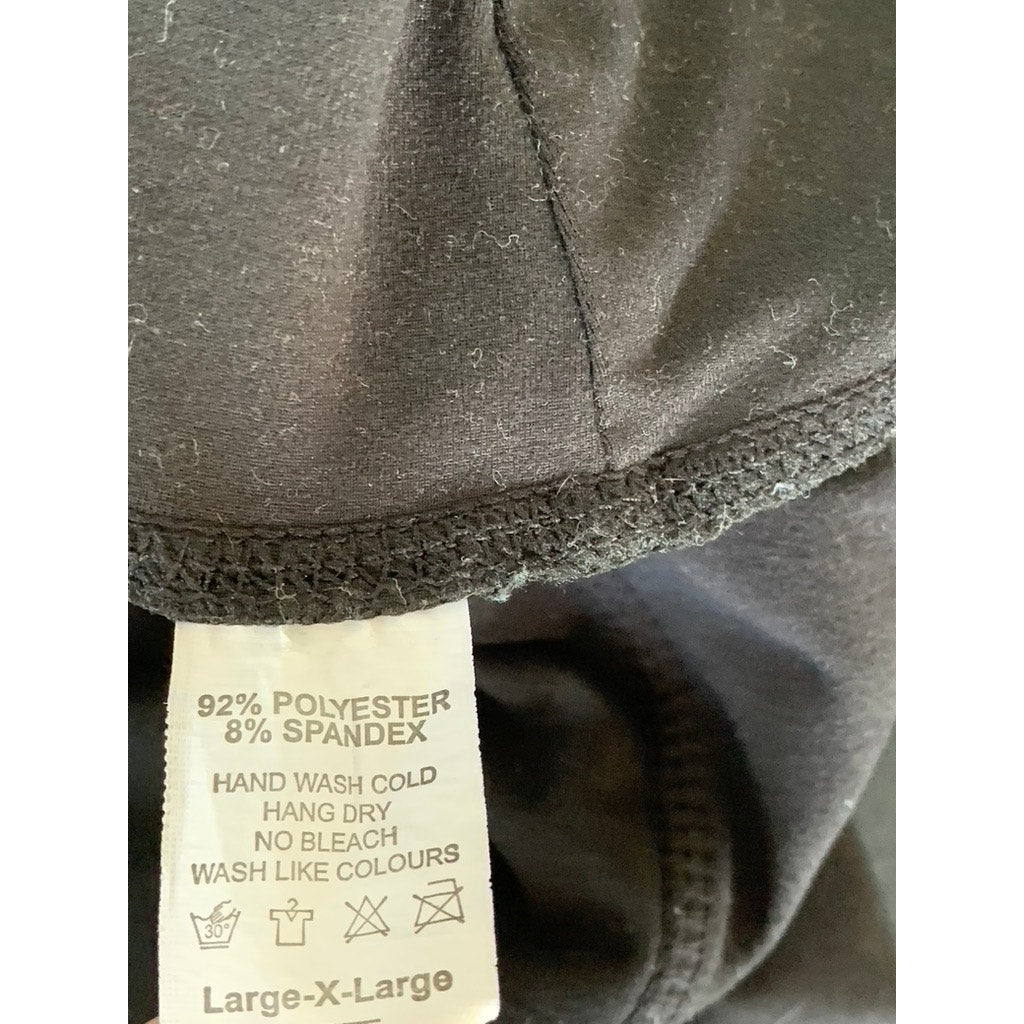 92% POLYESTER
8% SPANDEX
HAND WASH COLD
HANG DRY
NO BLEACH
WASH LIKE COLOURS
30°
Large-X-Large